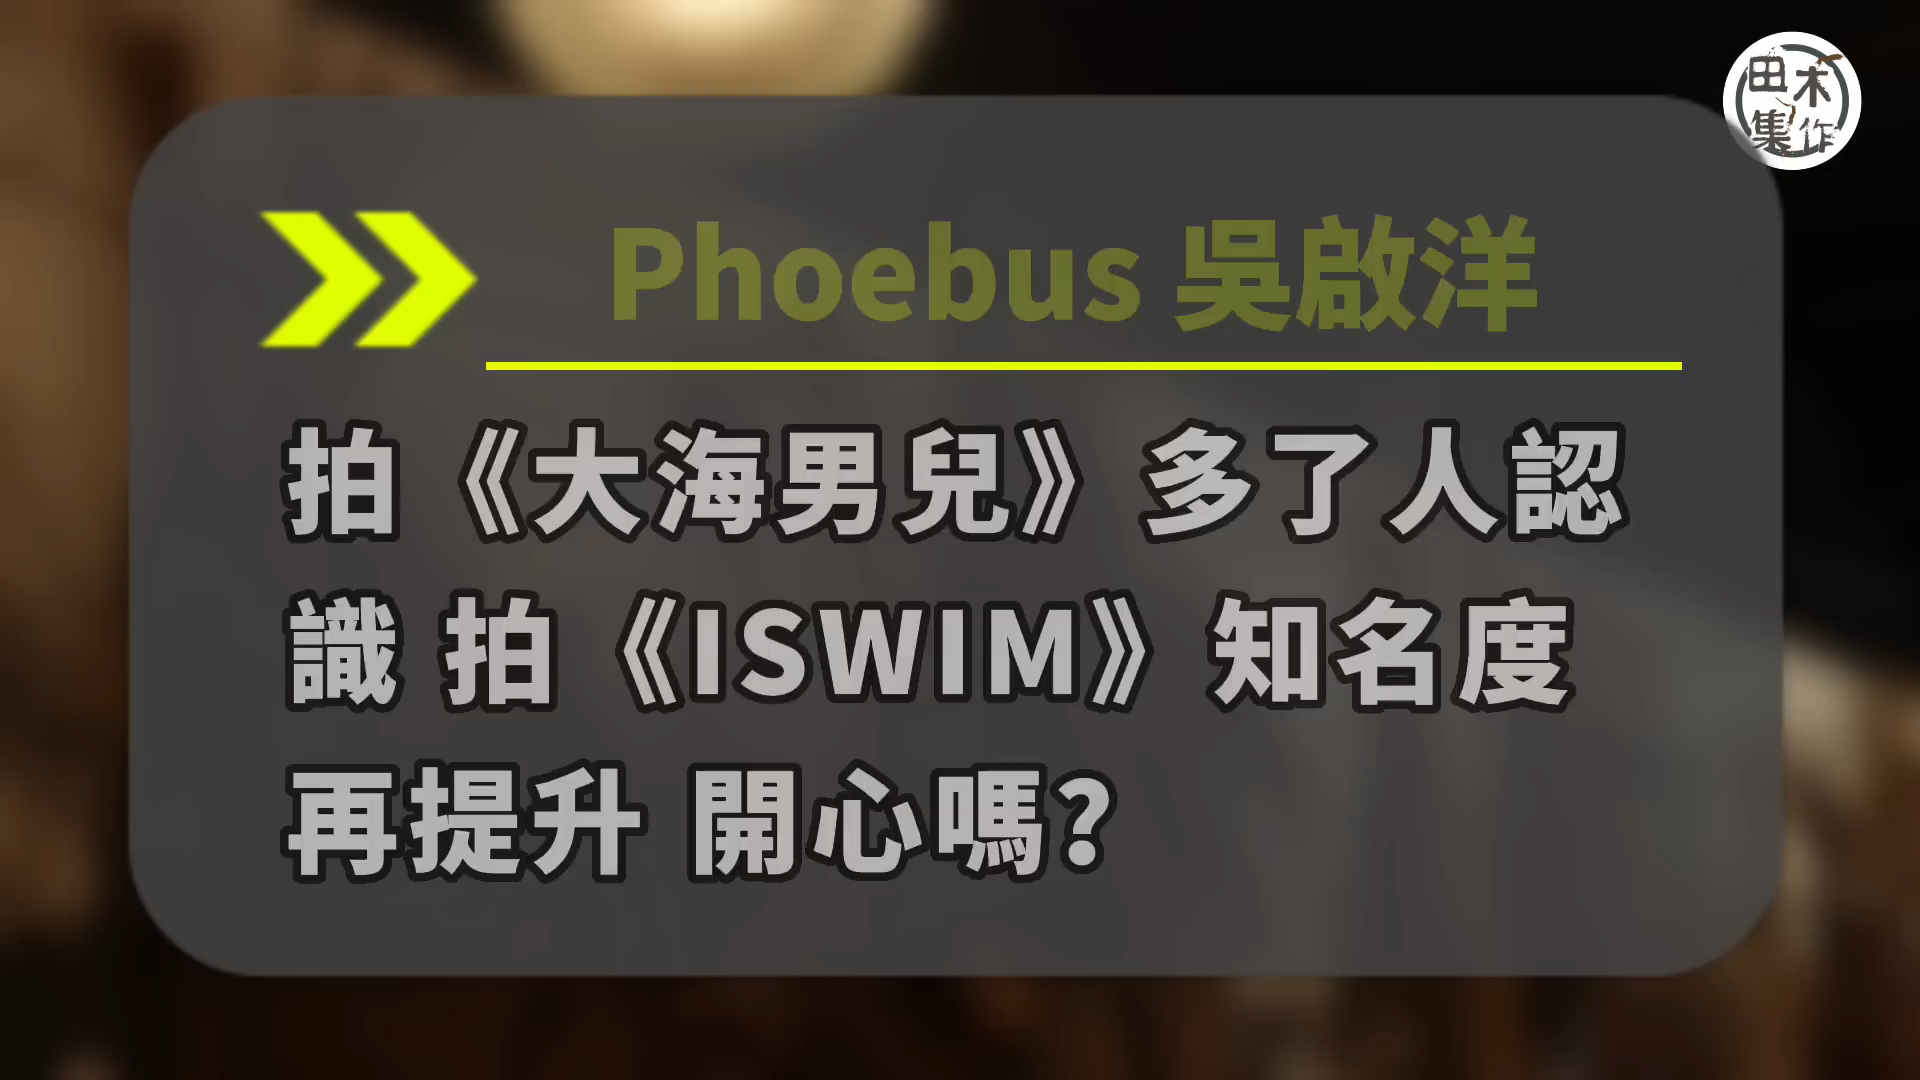 田木
集作
Phoebus 吳啟洋
拍《大海男兒》多了人認
識 拍《ISWIM》知名度
再提升 開心嗎?